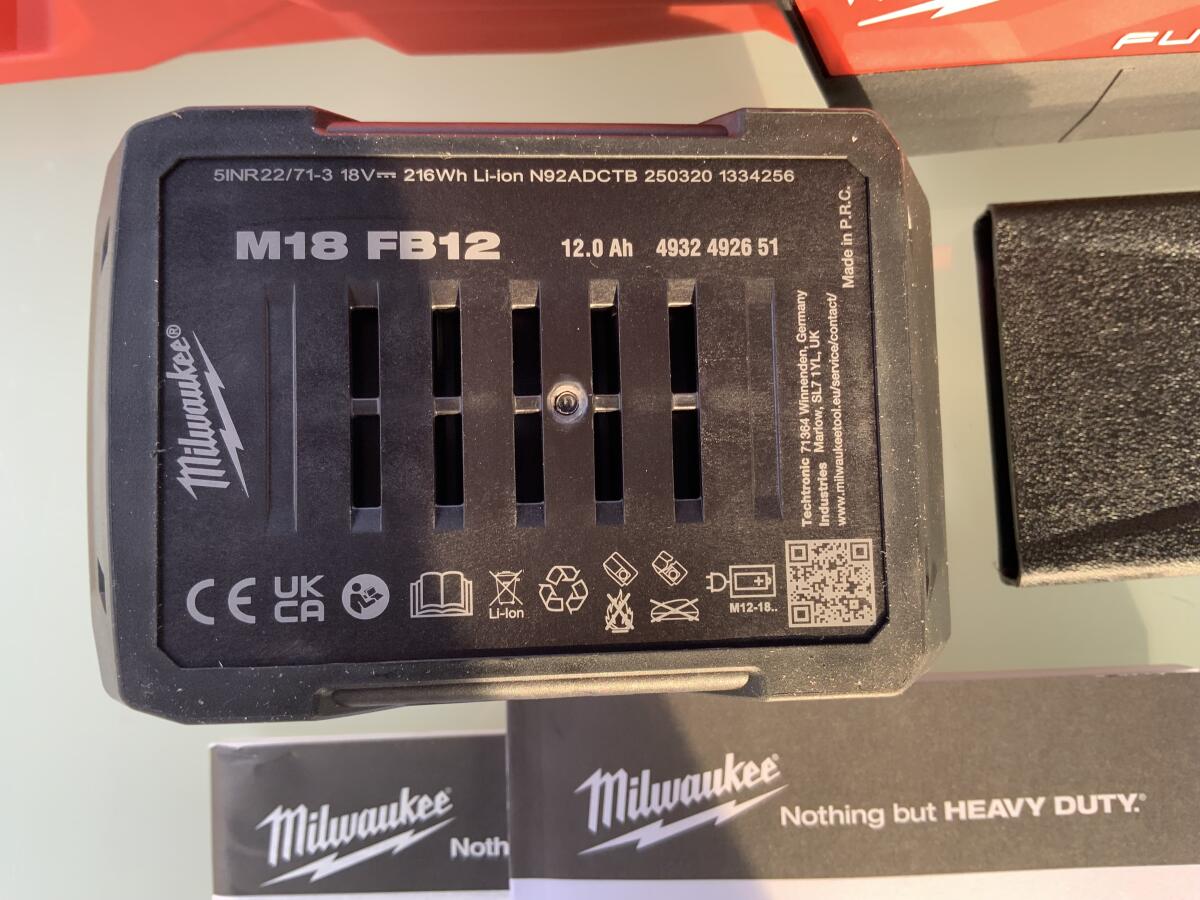 FU
5INR22/71-3 18V⎓ 216Wh Li-ion N92ADCTB 250320 1334256
M18 FB12 12.0 Ah 4932 4926 51
Made in P.R.C.
Milwaukee®
Techtronic 71364 Winnenden, Germany
Industries Marlow, SL7 1YL, UK
www.milwaukeetool.eu/service/contact/
CE UK
CA
Li-ion
M12-18..
Milwaukee
Noth
Milwaukee®
Nothing but HEAVY DUTY.®